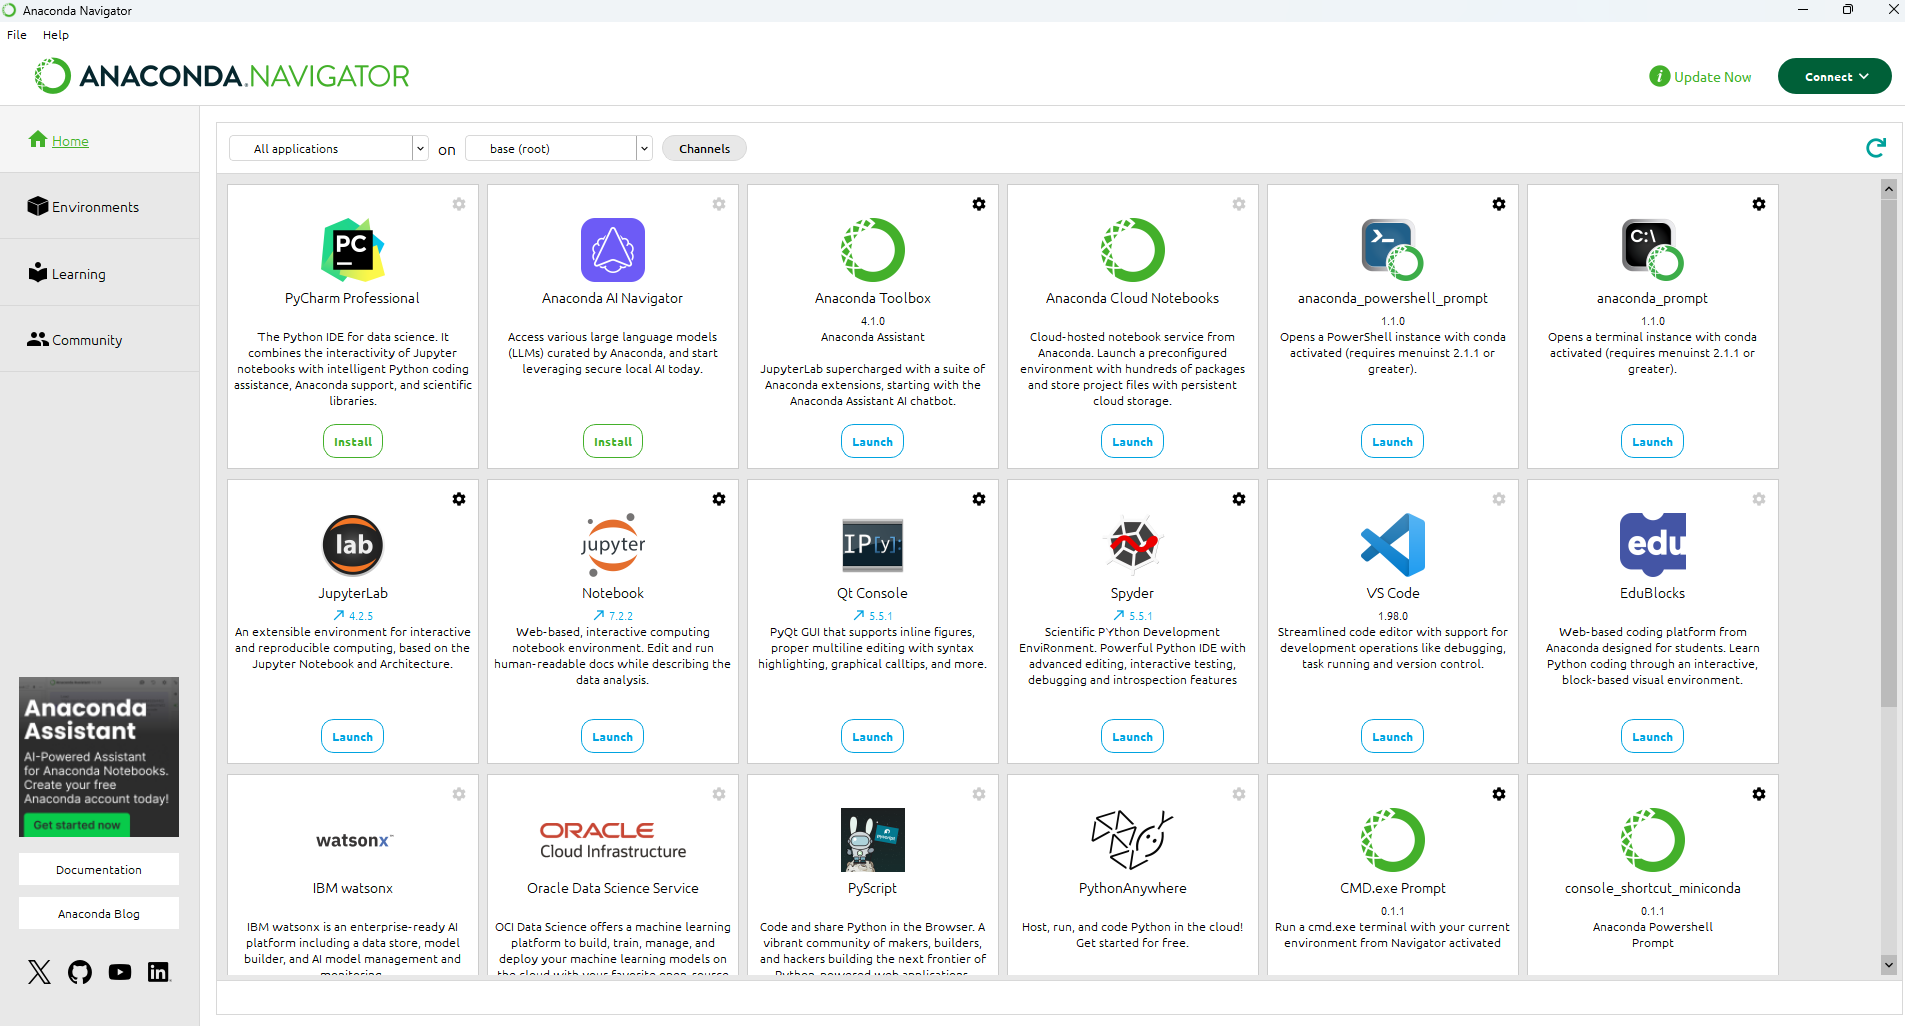 Anaconda Navigator
File Help
ANACONDA.NAVIGATOR
i Update Now
Connect
Home
Environments
Learning
Community
All applications on base (root) Channels
PC
PyCharm Professional
The Python IDE for data science. It
combines the interactivity of Jupyter
notebooks with intelligent Python coding
assistance, Anaconda support, and scientific
libraries.
Install
Anaconda AI Navigator
Access various large language models
(LLMs) curated by Anaconda, and start
leveraging secure local AI today.
Install
Anaconda Toolbox
4.1.0
Anaconda Assistant
JupyterLab supercharged with a suite of
Anaconda extensions, starting with the
Anaconda Assistant AI chatbot.
Launch
Anaconda Cloud Notebooks
Cloud-hosted notebook service from
Anaconda. Launch a preconfigured
environment with hundreds of packages
and store project files with persistent
cloud storage.
Launch
anaconda_powershell_prompt
1.1.0
Opens a PowerShell instance with conda
activated (requires menuinst 2.1.1 or
greater).
Launch
C:\
anaconda_prompt
1.1.0
Opens a terminal instance with conda
activated (requires menuinst 2.1.1 or
greater).
Launch
lab
JupyterLab
4.2.5
An extensible environment for interactive
and reproducible computing, based on the
Jupyter Notebook and Architecture.
Launch
jupyter
Notebook
7.2.2
Web-based, interactive computing
notebook environment. Edit and run
human-readable docs while describing the
data analysis.
Launch
IP[y]:
Qt Console
5.5.1
PyQt GUI that supports inline figures,
proper multiline editing with syntax
highlighting, graphical calltips, and more.
Launch
Spyder
5.5.1
Scientific PYthon Development
EnviRonment. Powerful Python IDE with
advanced editing, interactive testing,
debugging and introspection features
Launch
VS Code
1.98.0
Streamlined code editor with support for
development operations like debugging,
task running and version control.
Launch
edu
EduBlocks
Web-based coding platform from
Anaconda designed for students. Learn
Python coding through an interactive,
block-based visual environment.
Launch
watsonx™
IBM watsonx
IBM watsonx is an enterprise-ready AI
platform including a data store, model
builder, and AI model management and
monitoring.
ORACLE
Cloud Infrastructure
Oracle Data Science Service
OCI Data Science offers a machine learning
platform to build, train, manage, and
deploy your machine learning models on
the cloud with your favorite open-source
pyscript
PyScript
Code and share Python in the Browser. A
vibrant community of makers, builders,
and hackers building the next frontier of
Python-powered web applications.
PythonAnywhere
Host, run, and code Python in the cloud!
Get started for free.
CMD.exe Prompt
0.1.1
Run a cmd.exe terminal with your current
environment from Navigator activated
console_shortcut_miniconda
0.1.1
Anaconda Powershell
Prompt
Anaconda
Assistant
AI-Powered Assistant
for Anaconda Notebooks.
Create your free
Anaconda account today!
Get started now
Documentation
Anaconda Blog